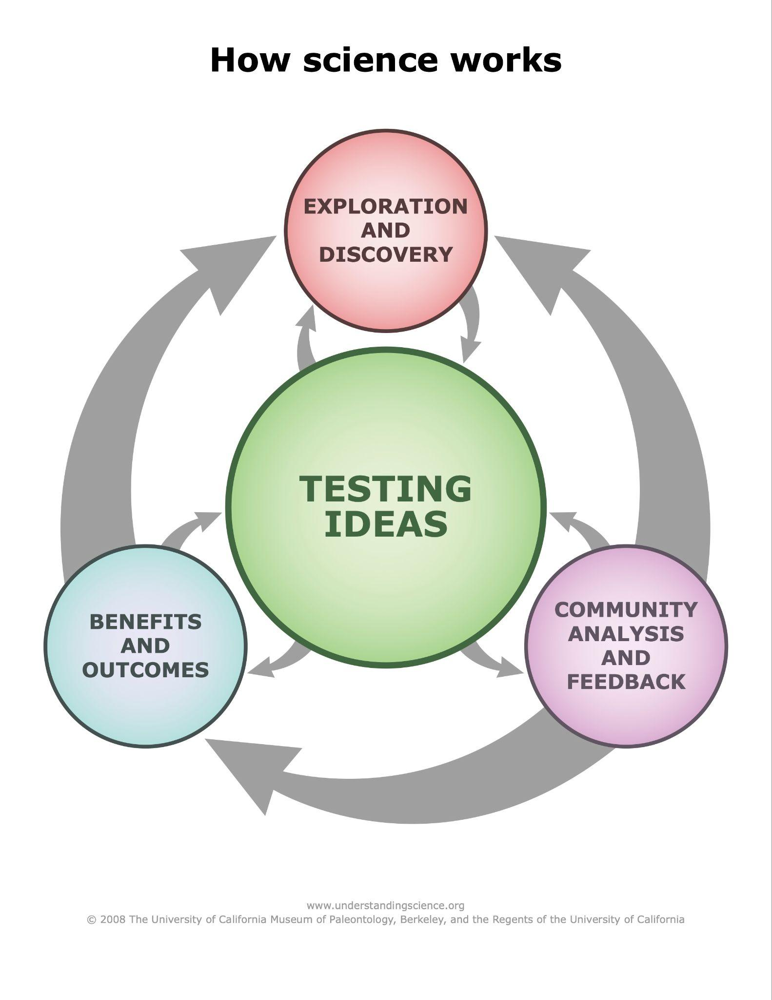 How science works
EXPLORATION
AND
DISCOVERY
TESTING
IDEAS
BENEFITS
AND
OUTCOMES
COMMUNITY
ANALYSIS
AND
FEEDBACK
www.understandingscience.org
© 2008 The University of California Museum of Paleontology, Berkeley, and the Regents of the University of California